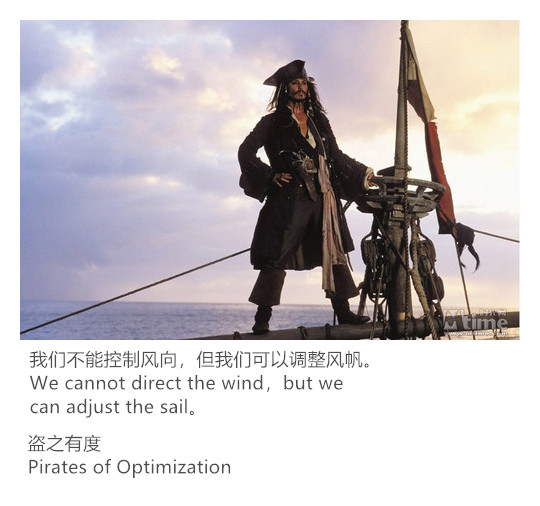 time
我们不能控制风向，但我们可以调整风帆。
We cannot direct the wind，but we
can adjust the sail。
盗之有度
Pirates of Optimization